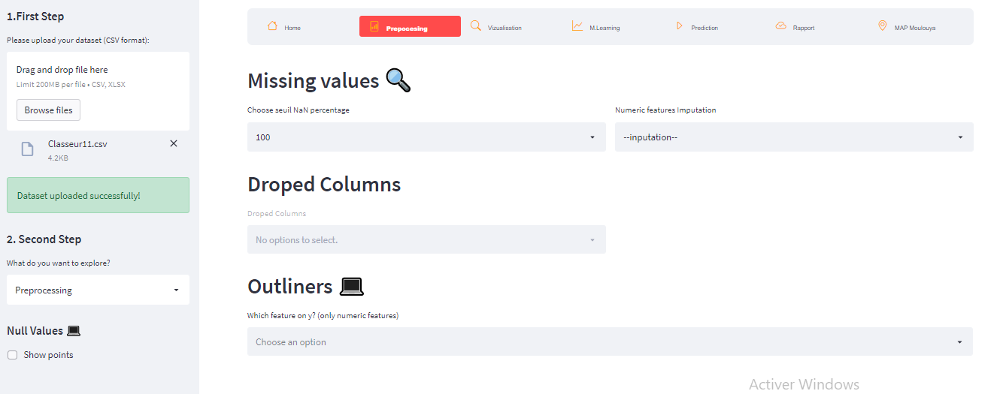 1.First Step
Please upload your dataset (CSV format):
Drag and drop file here
Limit 200MB per file • CSV, XLSX
Browse files
Classeur11.csv
4.2KB
Dataset uploaded successfully!
2. Second Step
What do you want to explore?
Preprocessing
Null Values
Show points
Home
Prepocesing
Vizualisation
M.Learning
Prediction
Rapport
MAP Moulouya
Missing values
Choose seuil NaN percentage
Numeric features Imputation
100
--inputation--
Droped Columns
Droped Columns
No options to select.
Outliners
Which feature on y? (only numeric features)
Choose an option
Activer Windows